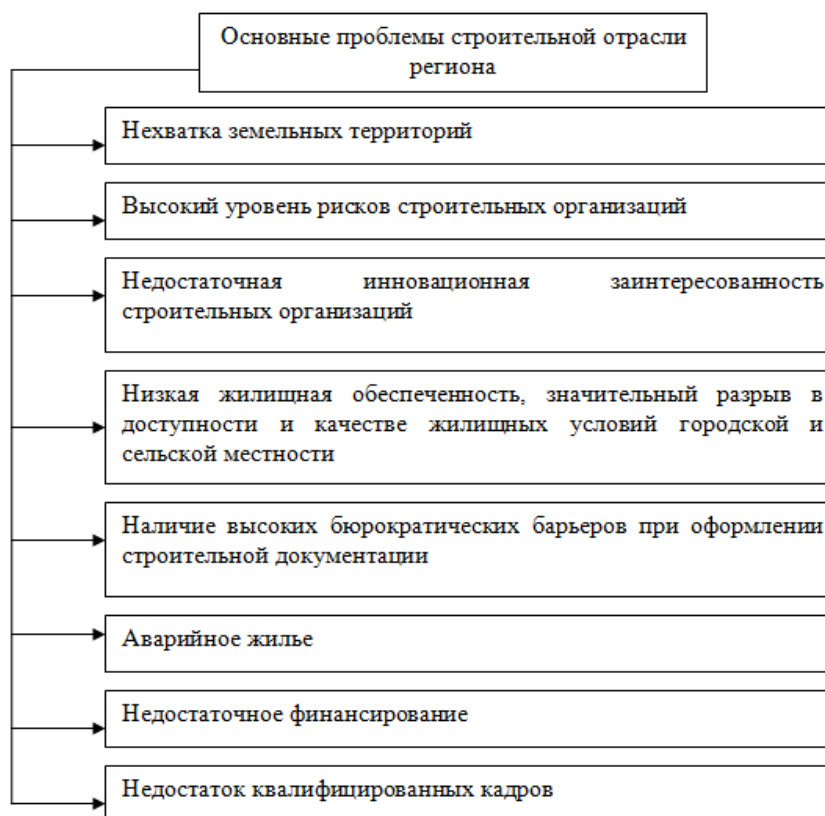 Основные проблемы строительной отрасли
региона
Нехватка земельных территорий
Высокий уровень рисков строительных организаций
Недостаточная инновационная заинтересованность
строительных организаций
Низкая жилищная обеспеченность, значительный разрыв в
доступности и качестве жилищных условий городской и
сельской местности
Наличие высоких бюрократических барьеров при оформлении
строительной документации
Аварийное жилье
Недостаточное финансирование
Недостаток квалифицированных кадров